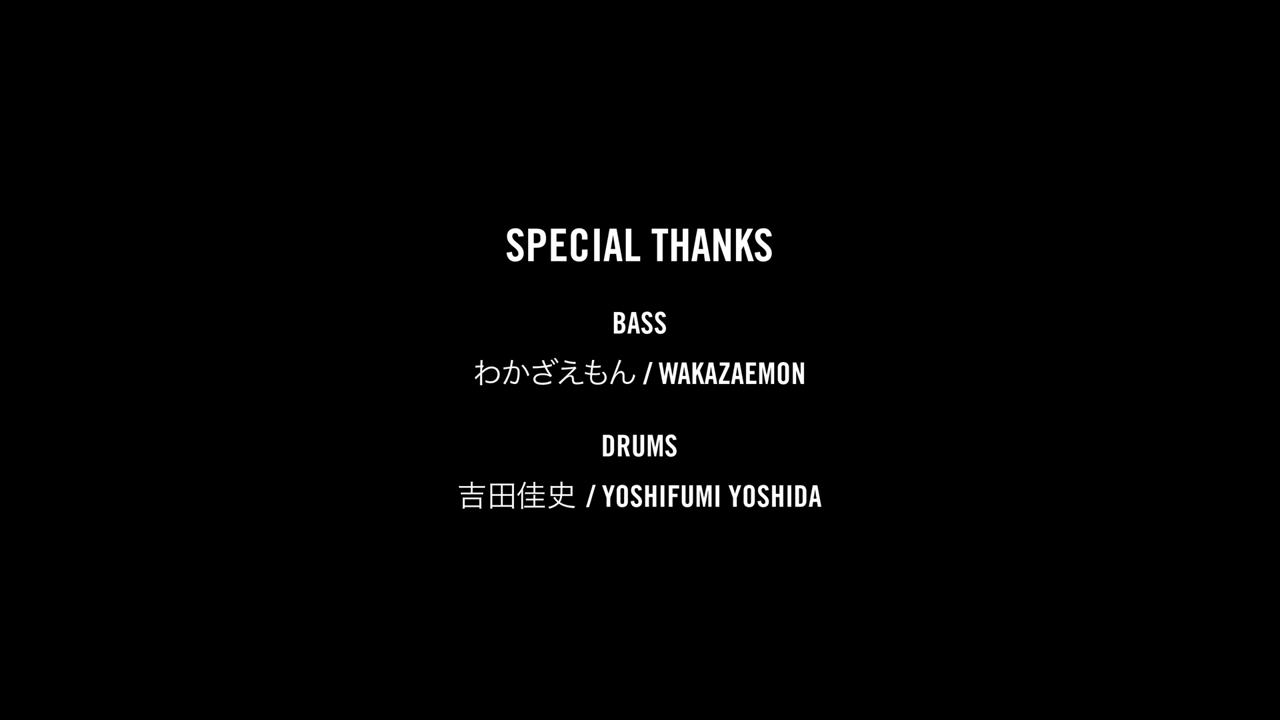 SPECIAL THANKS
BASS
わかざえもん / WAKAZAEMON
DRUMS
吉田佳史 / YOSHIFUMI YOSHIDA